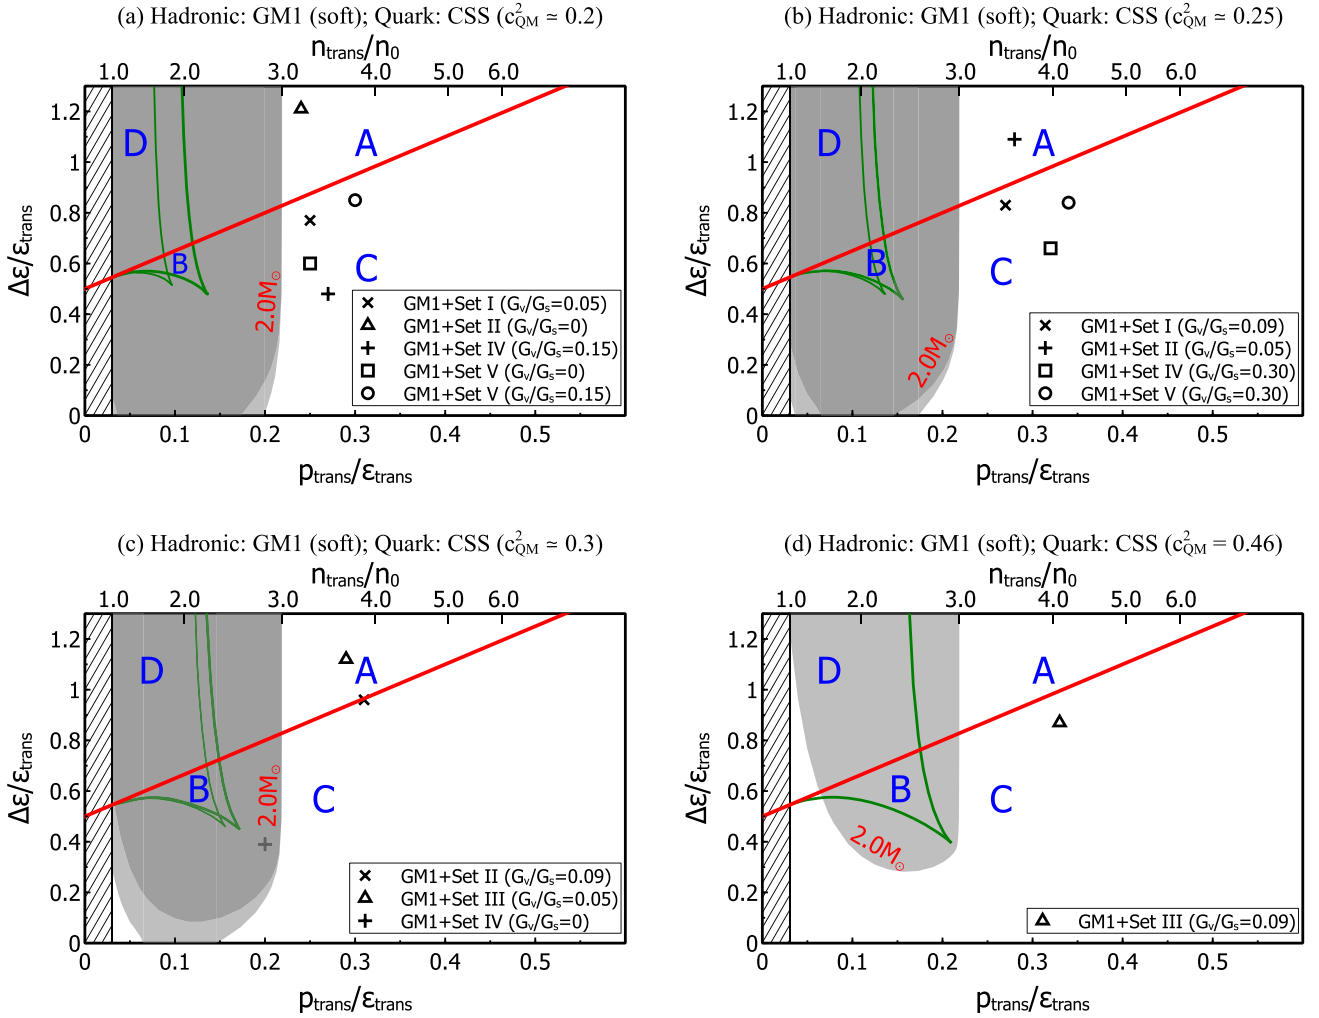 (a) Hadronic: GM1 (soft); Quark: CSS (c²QM ≃ 0.2)
ntrans/n0
1.0 2.0 3.0 4.0 5.0 6.0
1.2
1
0.8
0.6
0.4
0.2
0
Δε/εtrans
D
A
B
C
2.0M⊙
GM1+Set I (Gv/Gs=0.05)
GM1+Set II (Gv/Gs=0)
GM1+Set IV (Gv/Gs=0.15)
GM1+Set V (Gv/Gs=0)
GM1+Set V (Gv/Gs=0.15)
0 0.1 0.2 0.3 0.4 0.5
ptrans/εtrans
(b) Hadronic: GM1 (soft); Quark: CSS (c²QM ≃ 0.25)
ntrans/n0
1.0 2.0 3.0 4.0 5.0 6.0
1.2
1
0.8
0.6
0.4
0.2
0
Δε/εtrans
D
A
B
C
2.0M⊙
GM1+Set I (Gv/Gs=0.09)
GM1+Set II (Gv/Gs=0.05)
GM1+Set IV (Gv/Gs=0.30)
GM1+Set V (Gv/Gs=0.30)
0 0.1 0.2 0.3 0.4 0.5
ptrans/εtrans
(c) Hadronic: GM1 (soft); Quark: CSS (c²QM ≃ 0.3)
ntrans/n0
1.0 2.0 3.0 4.0 5.0 6.0
1.2
1
0.8
0.6
0.4
0.2
0
Δε/εtrans
D
A
B
C
2.0M⊙
GM1+Set II (Gv/Gs=0.09)
GM1+Set III (Gv/Gs=0.05)
GM1+Set IV (Gv/Gs=0)
0 0.1 0.2 0.3 0.4 0.5
ptrans/εtrans
(d) Hadronic: GM1 (soft); Quark: CSS (c²QM = 0.46)
ntrans/n0
1.0 2.0 3.0 4.0 5.0 6.0
1.2
1
0.8
0.6
0.4
0.2
0
Δε/εtrans
D
A
B
C
2.0M⊙
GM1+Set III (Gv/Gs=0.09)
0 0.1 0.2 0.3 0.4 0.5
ptrans/εtrans